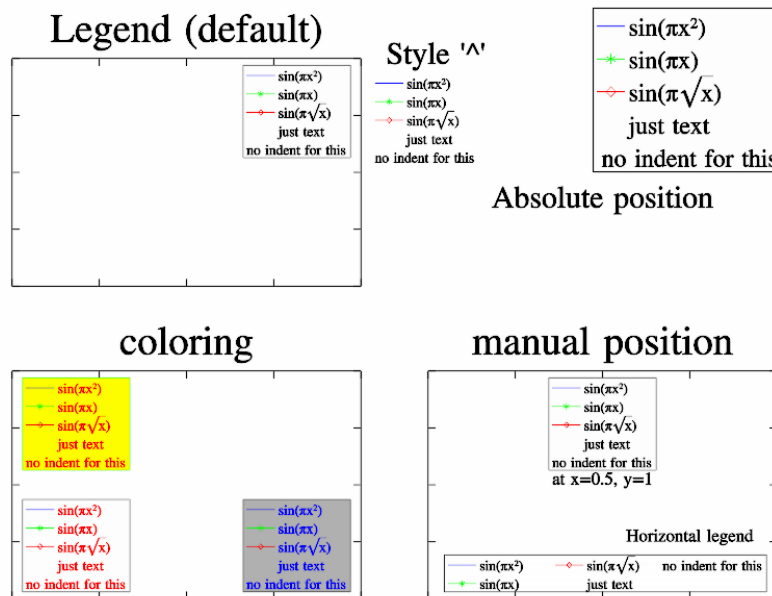 Legend (default)
sin(πx²)
sin(πx)
sin(π√x)
just text
no indent for this
Style '^'
sin(πx²)
sin(πx)
sin(π√x)
just text
no indent for this
sin(πx²)
sin(πx)
sin(π√x)
just text
no indent for this
Absolute position
coloring
sin(πx²)
sin(πx)
sin(π√x)
just text
no indent for this
sin(πx²)
sin(πx)
sin(π√x)
just text
no indent for this
sin(πx²)
sin(πx)
sin(π√x)
just text
no indent for this
manual position
sin(πx²)
sin(πx)
sin(π√x)
just text
no indent for this
at x=0.5, y=1
Horizontal legend
sin(πx²) sin(π√x) no indent for this
sin(πx) just text